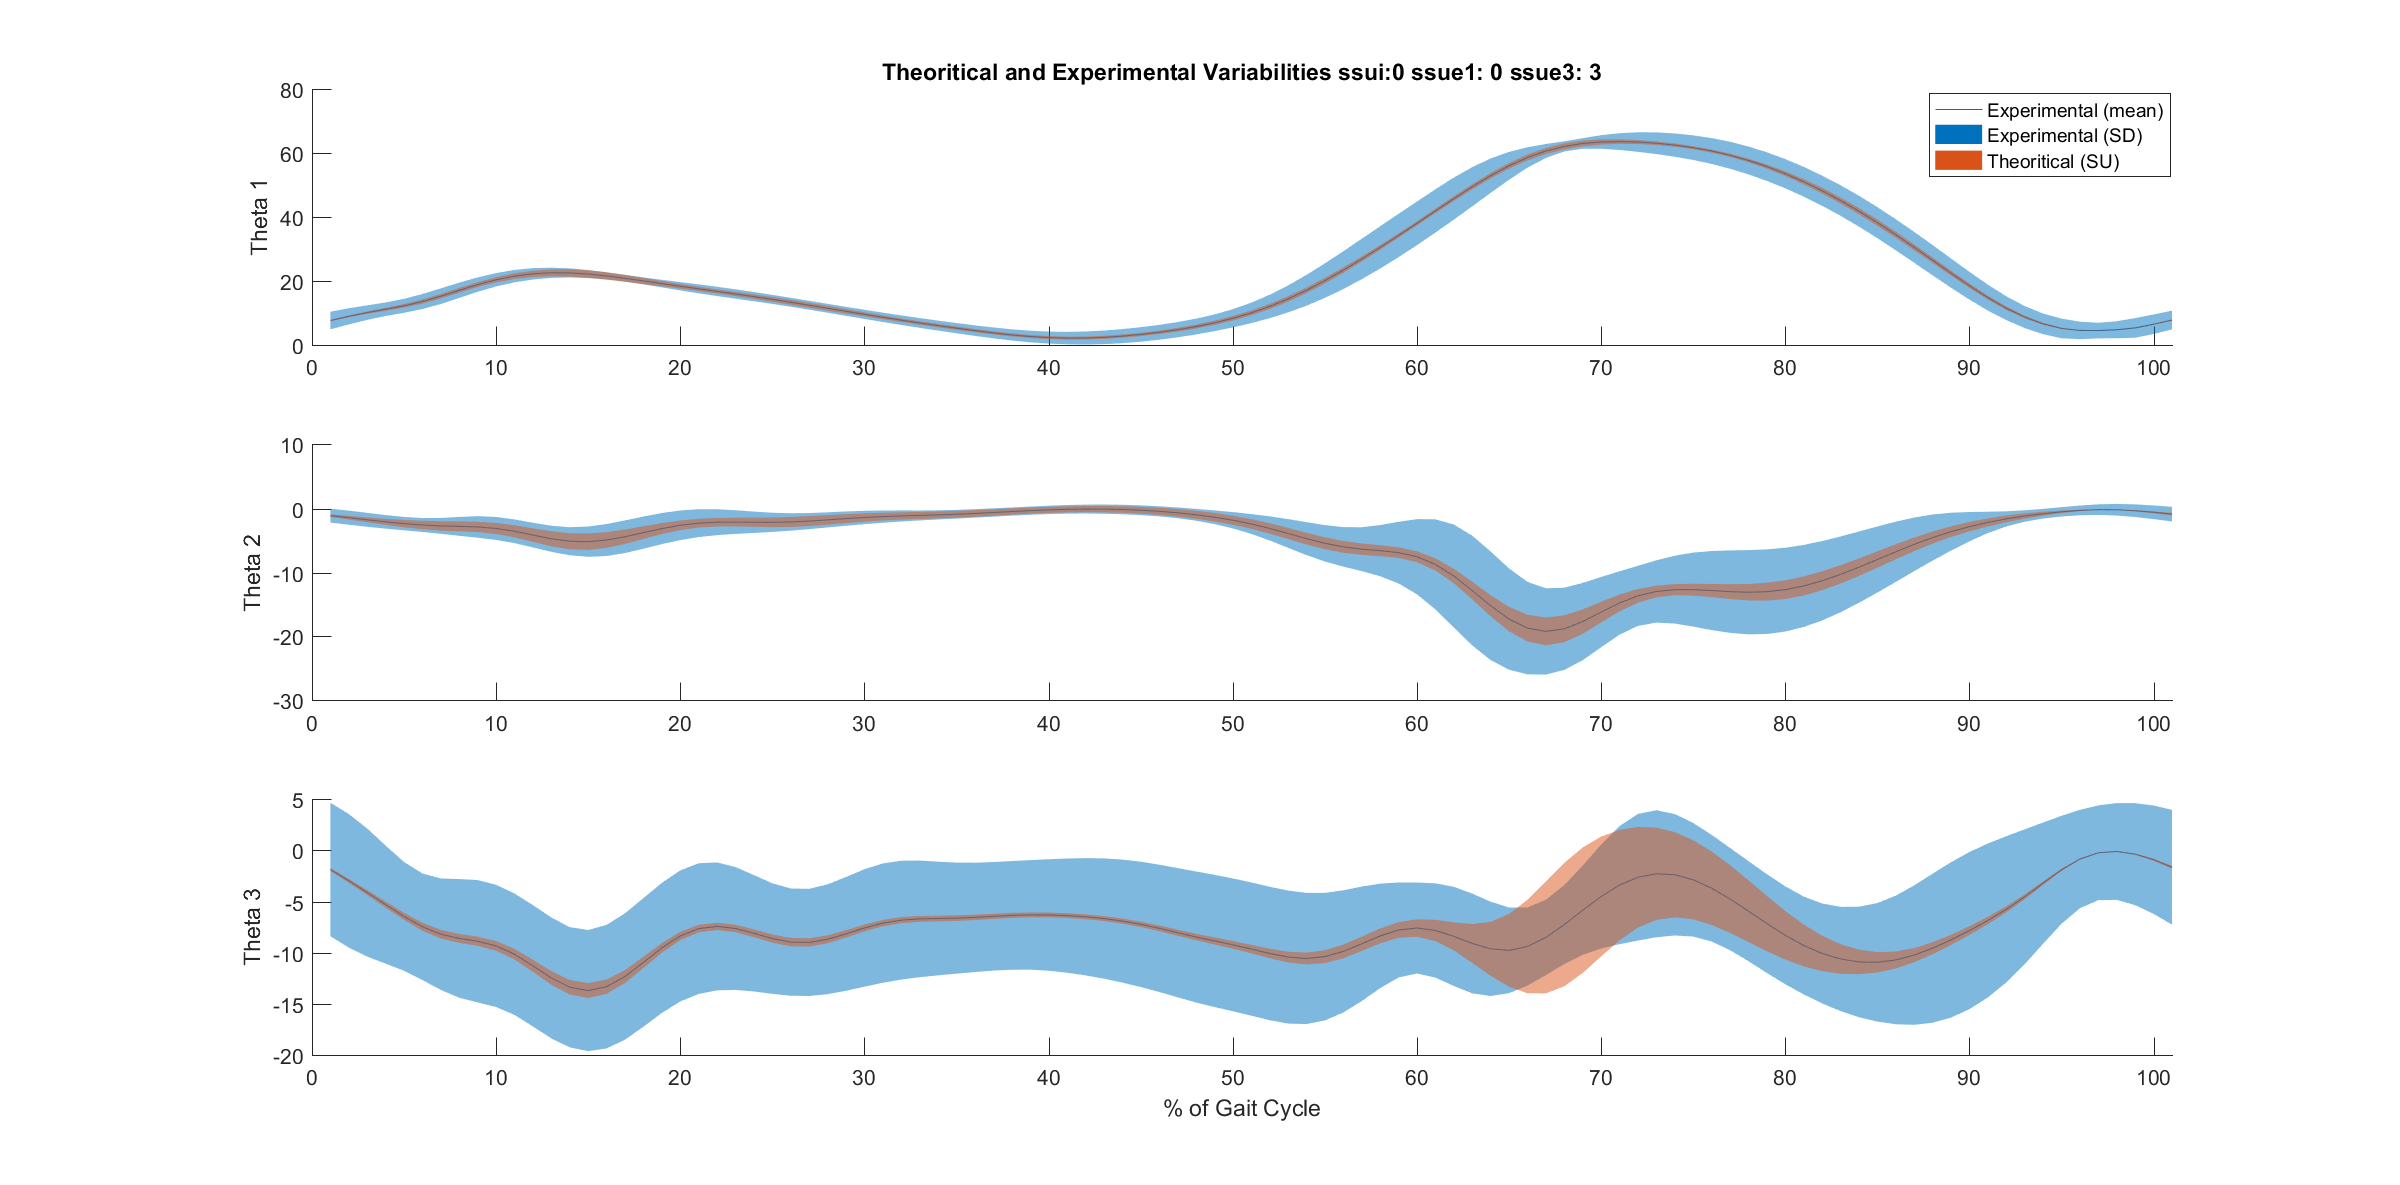 Theoritical and Experimental Variabilities ssui:0 ssue1: 0 ssue3: 3
Experimental (mean)
Experimental (SD)
Theoritical (SU)
Theta 1
80
60
40
20
0
0 10 20 30 40 50 60 70 80 90 100
Theta 2
10
0
-10
-20
-30
0 10 20 30 40 50 60 70 80 90 100
Theta 3
5
0
-5
-10
-15
-20
0 10 20 30 40 50 60 70 80 90 100
% of Gait Cycle